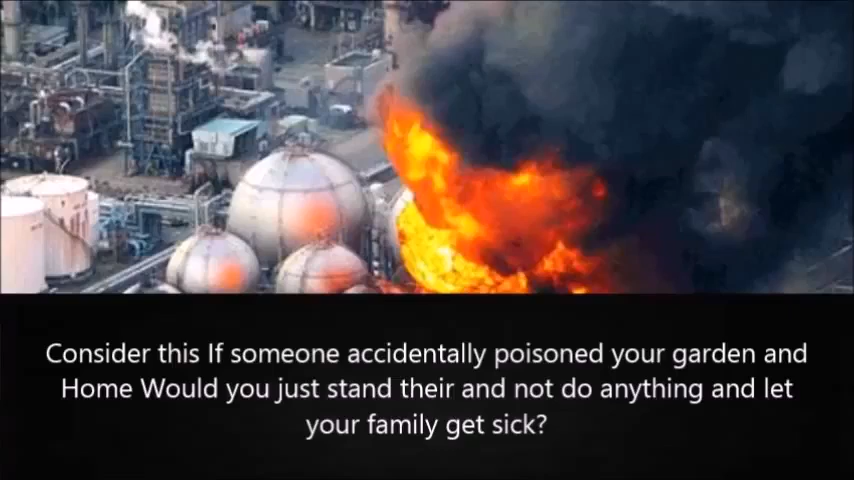 Consider this If someone accidentally poisoned your garden and
Home Would you just stand their and not do anything and let
your family get sick?